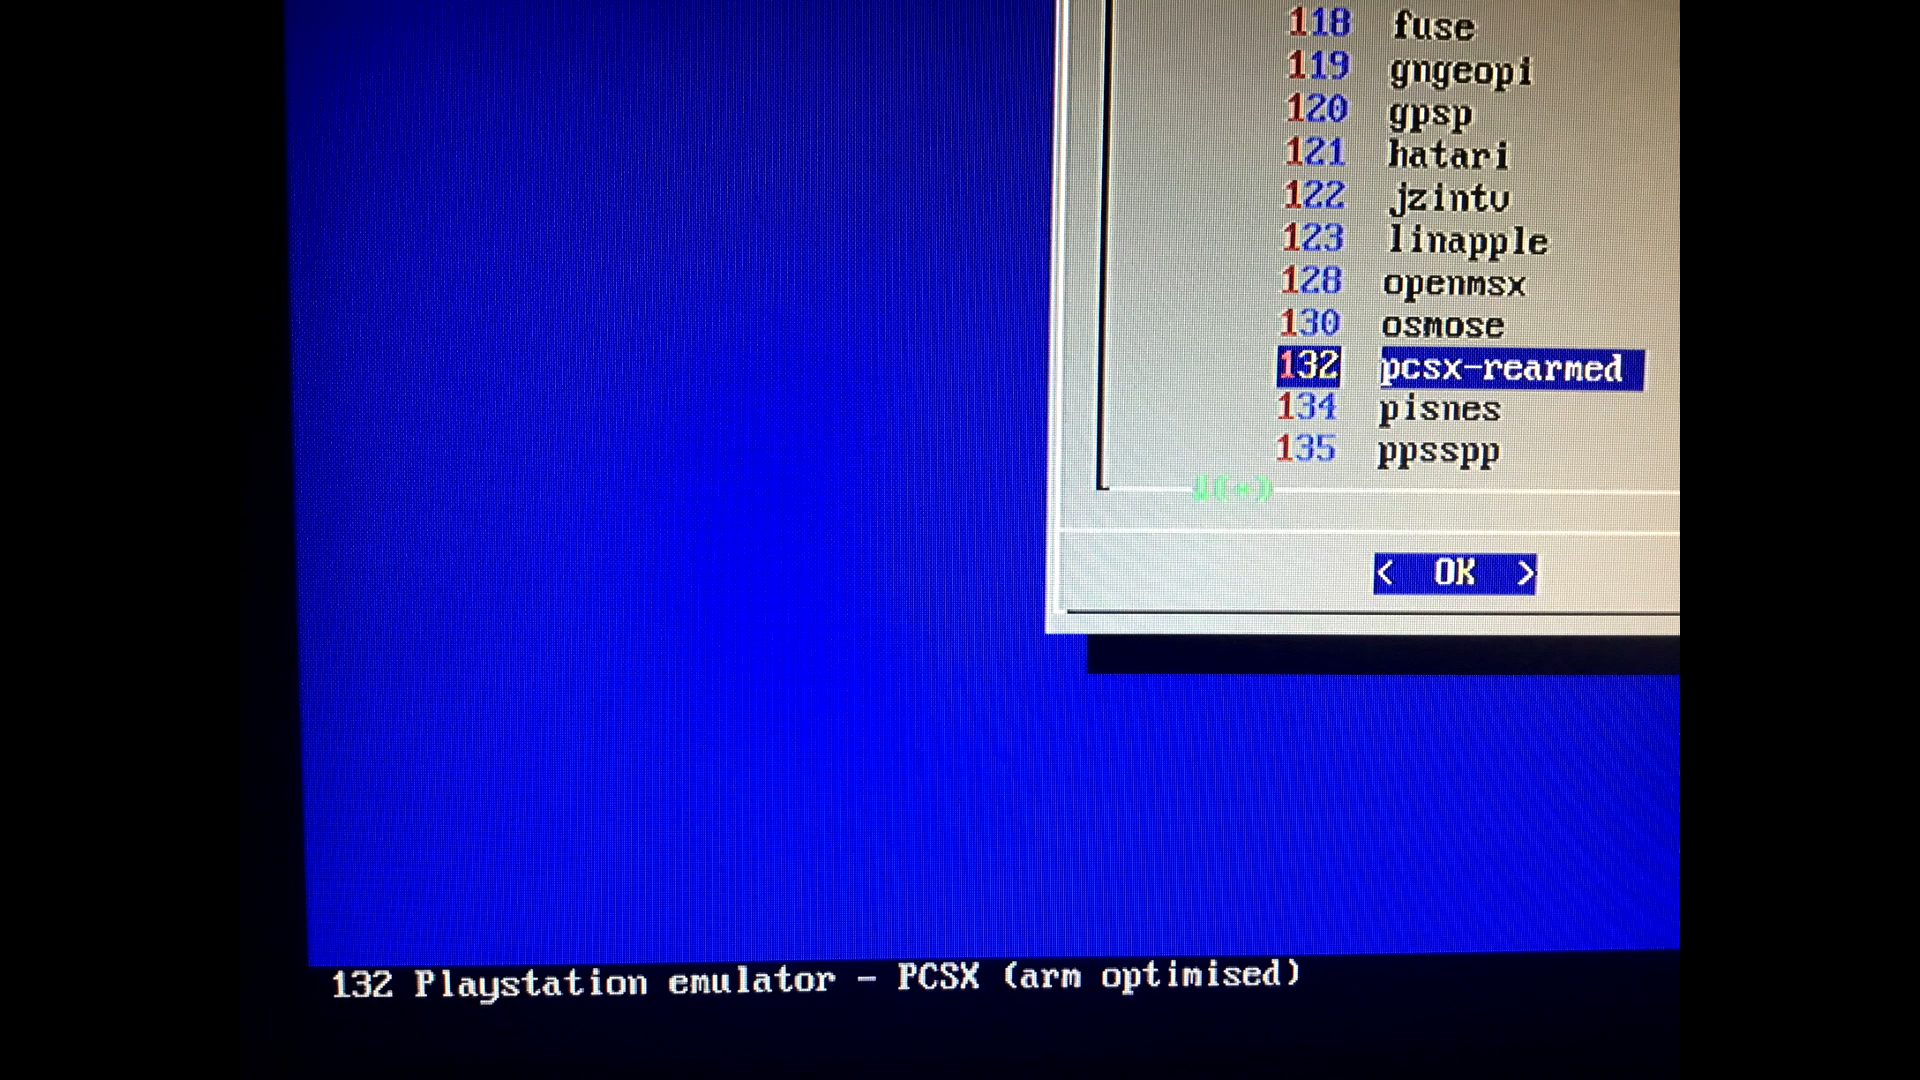 118 fuse
119 gngeopi
120 gpsp
121 hatari
122 jzintv
123 linapple
128 openmsx
130 osmose
132 pcsx-rearmed
134 pisnes
135 ppsspp
↓(+)
< OK >
132 Playstation emulator - PCSX (arm optimised)